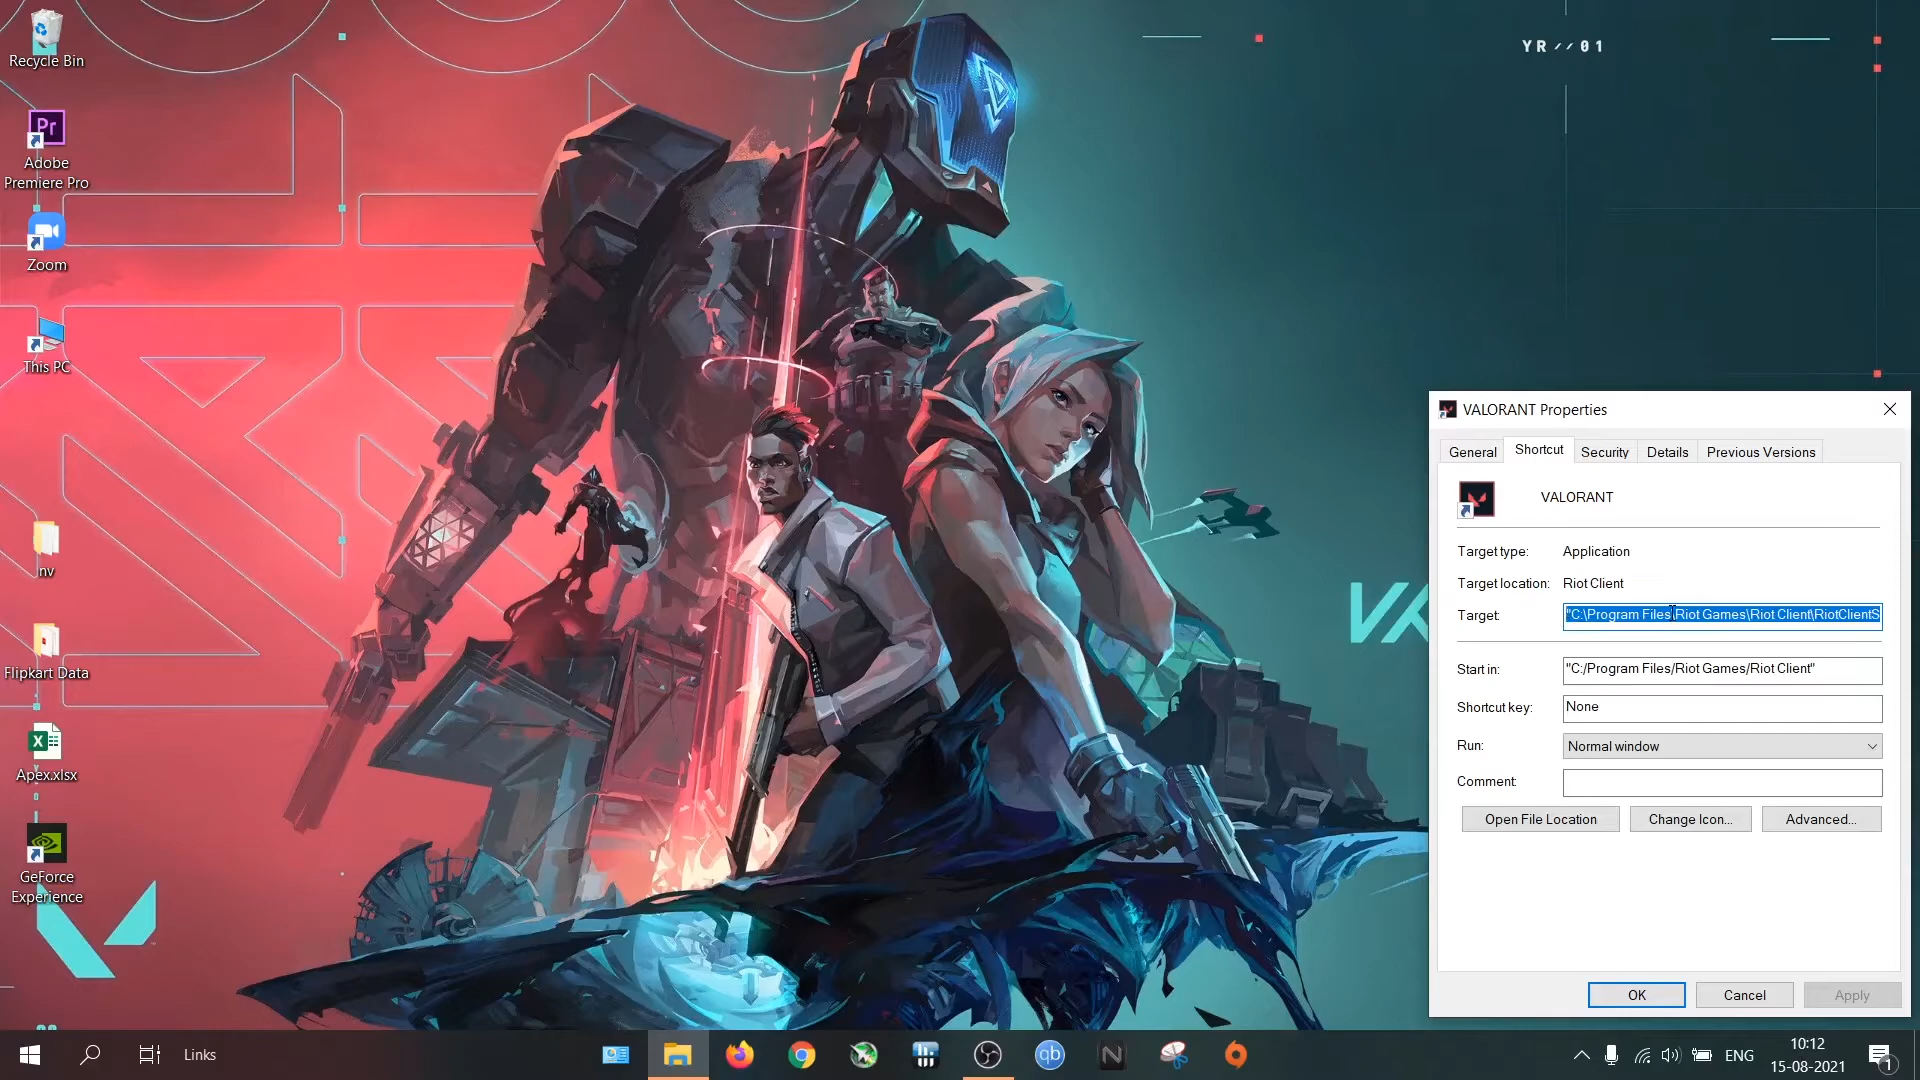 Recycle Bin
Adobe
Premiere Pro
Zoom
This PC
nv
Flipkart Data
Apex.xlsx
GeForce
Experience
YR//01
VALORANT Properties
General
Shortcut
Security
Details
Previous Versions
VALORANT
Target type:
Application
Target location:
Riot Client
Target:
"C:\Program Files\Riot Games\Riot Client\RiotClientS
Start in:
"C:/Program Files/Riot Games/Riot Client"
Shortcut key:
None
Run:
Normal window
Comment:
Open File Location
Change Icon...
Advanced...
OK
Cancel
Apply
Links
qb
ENG
10:12
15-08-2021
1